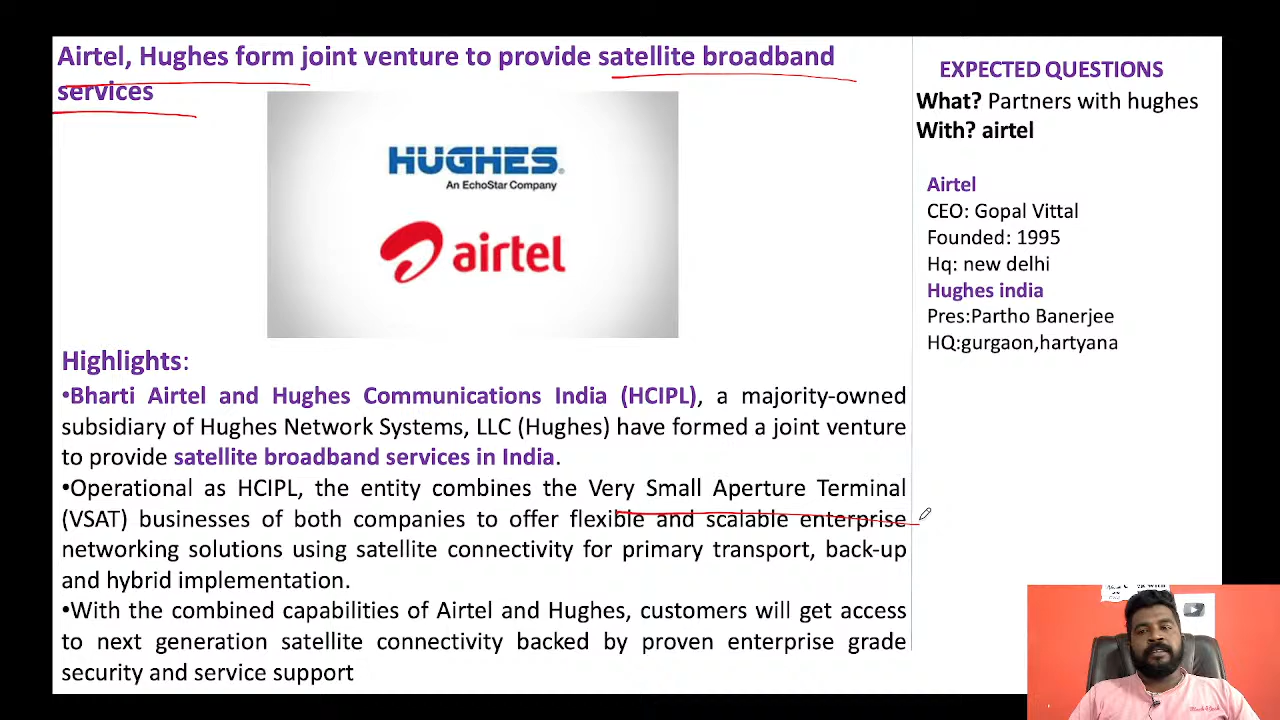 Airtel, Hughes form joint venture to provide satellite broadband
services
HUGHES®
An EchoStar Company
airtel
Highlights:
•Bharti Airtel and Hughes Communications India (HCIPL), a majority-owned
subsidiary of Hughes Network Systems, LLC (Hughes) have formed a joint venture
to provide satellite broadband services in India.
•Operational as HCIPL, the entity combines the Very Small Aperture Terminal
(VSAT) businesses of both companies to offer flexible and scalable enterprise
networking solutions using satellite connectivity for primary transport, back-up
and hybrid implementation.
•With the combined capabilities of Airtel and Hughes, customers will get access
to next generation satellite connectivity backed by proven enterprise grade
security and service support
EXPECTED QUESTIONS
What? Partners with hughes
With? airtel
Airtel
CEO: Gopal Vittal
Founded: 1995
Hq: new delhi
Hughes india
Pres:Partho Banerjee
HQ:gurgaon,hartyana